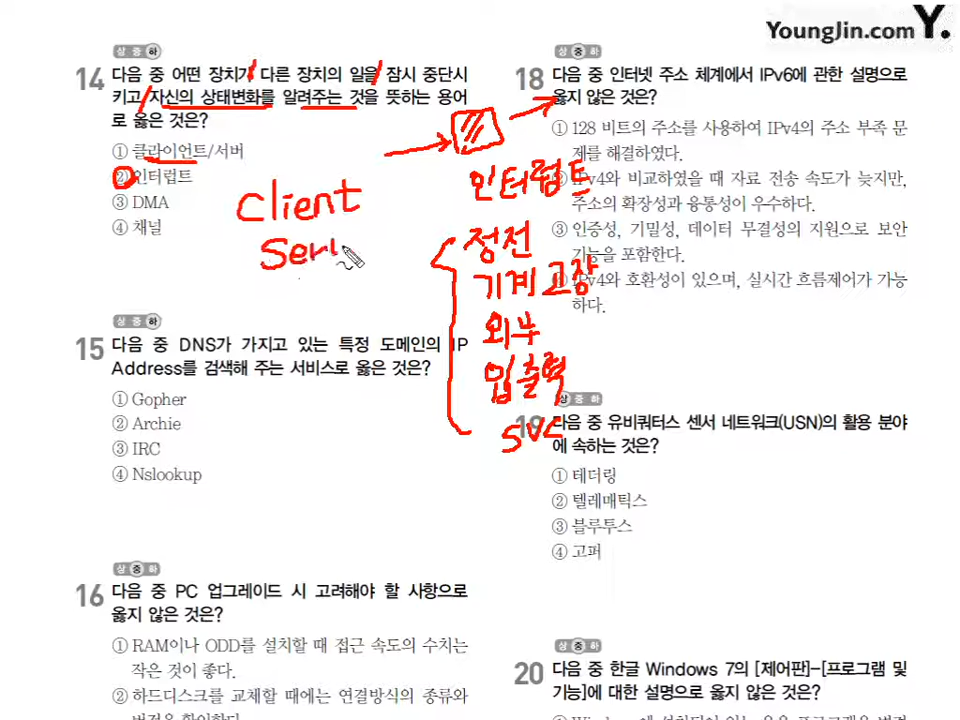 YoungJin.com Y.
상 중 하
14 다음 중 어떤 장치가 다른 장치의 일을 잠시 중단시
키고 자신의 상태변화를 알려주는 것을 뜻하는 용어
로 옳은 것은?
① 클라이언트/서버
② 인터럽트
③ DMA
④ 채널
Client
Ser
상 중 하
15 다음 중 DNS가 가지고 있는 특정 도메인의 IP
Address를 검색해 주는 서비스로 옳은 것은?
① Gopher
② Archie
③ IRC
④ Nslookup
상 중 하
16 다음 중 PC 업그레이드 시 고려해야 할 사항으로
옳지 않은 것은?
① RAM이나 ODD를 설치할 때 접근 속도의 수치는
작은 것이 좋다.
② 하드디스크를 교체할 때에는 연결방식의 종류와
버전을 확인한다.
인터럽트
정전
기계 고장
외부
입출력
SVC
상 중 하
18 다음 중 인터넷 주소 체계에서 IPv6에 관한 설명으로
옳지 않은 것은?
① 128 비트의 주소를 사용하여 IPv4의 주소 부족 문
제를 해결하였다.
② IPv4와 비교하였을 때 자료 전송 속도가 늦지만,
주소의 확장성과 융통성이 우수하다.
③ 인증성, 기밀성, 데이터 무결성의 지원으로 보안
기능을 포함한다.
④ IPv4와 호환성이 있으며, 실시간 흐름제어가 가능
하다.
상 중 하
19 다음 중 유비쿼터스 센서 네트워크(USN)의 활용 분야
에 속하는 것은?
① 테더링
② 텔레매틱스
③ 블루투스
④ 고퍼
상 중 하
20 다음 중 한글 Windows 7의 [제어판]-[프로그램 및
기능]에 대한 설명으로 옳지 않은 것은?